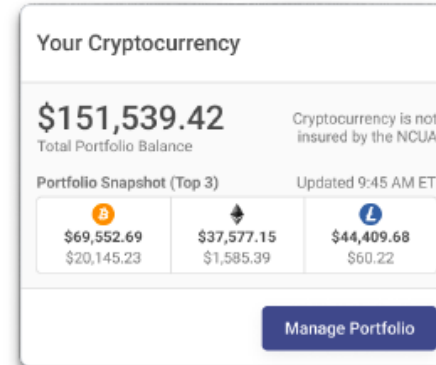 Your Cryptocurrency
$151,539.42
Total Portfolio Balance
Cryptocurrency is not
insured by the NCUA
Portfolio Snapshot (Top 3)
Updated 9:45 AM ET
$69,552.69
$20,145.23
$37,577.15
$1,585.39
$44,409.68
$60.22
Manage Portfolio